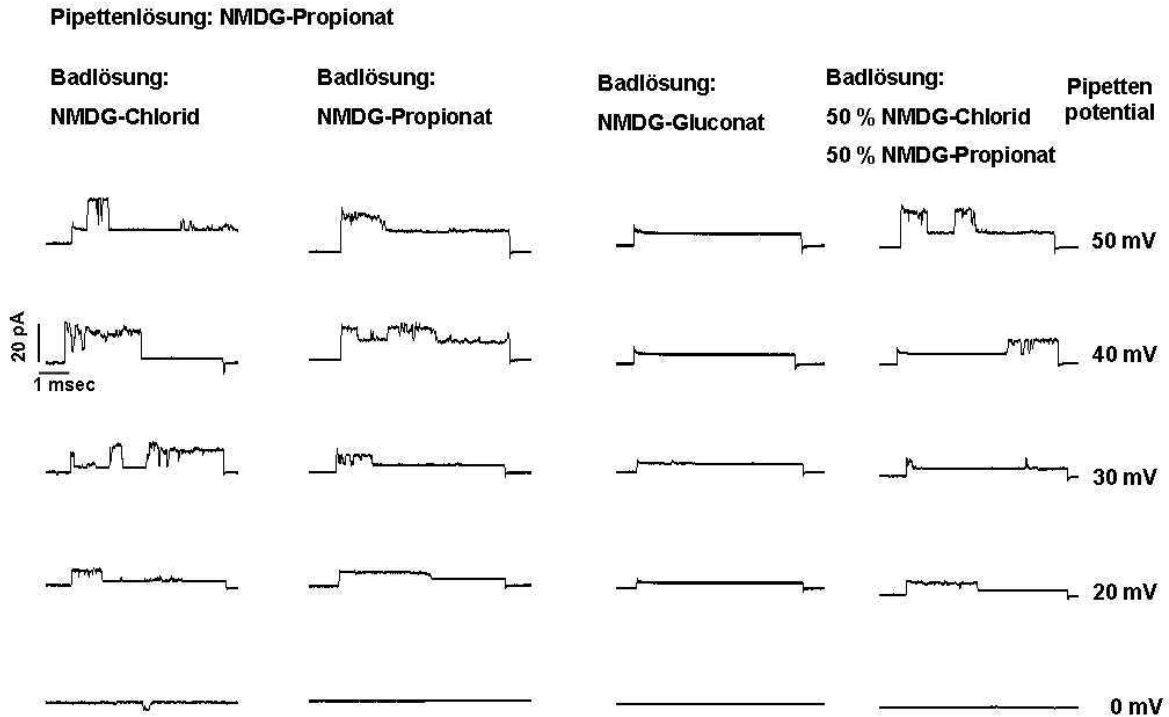 Pipettenlösung: NMDG-Propionat
Badlösung:
NMDG-Chlorid
Badlösung:
NMDG-Propionat
Badlösung:
NMDG-Gluconat
Badlösung:
50 % NMDG-Chlorid
50 % NMDG-Propionat
Pipetten
potential
50 mV
20 pA
1 msec
40 mV
30 mV
20 mV
0 mV